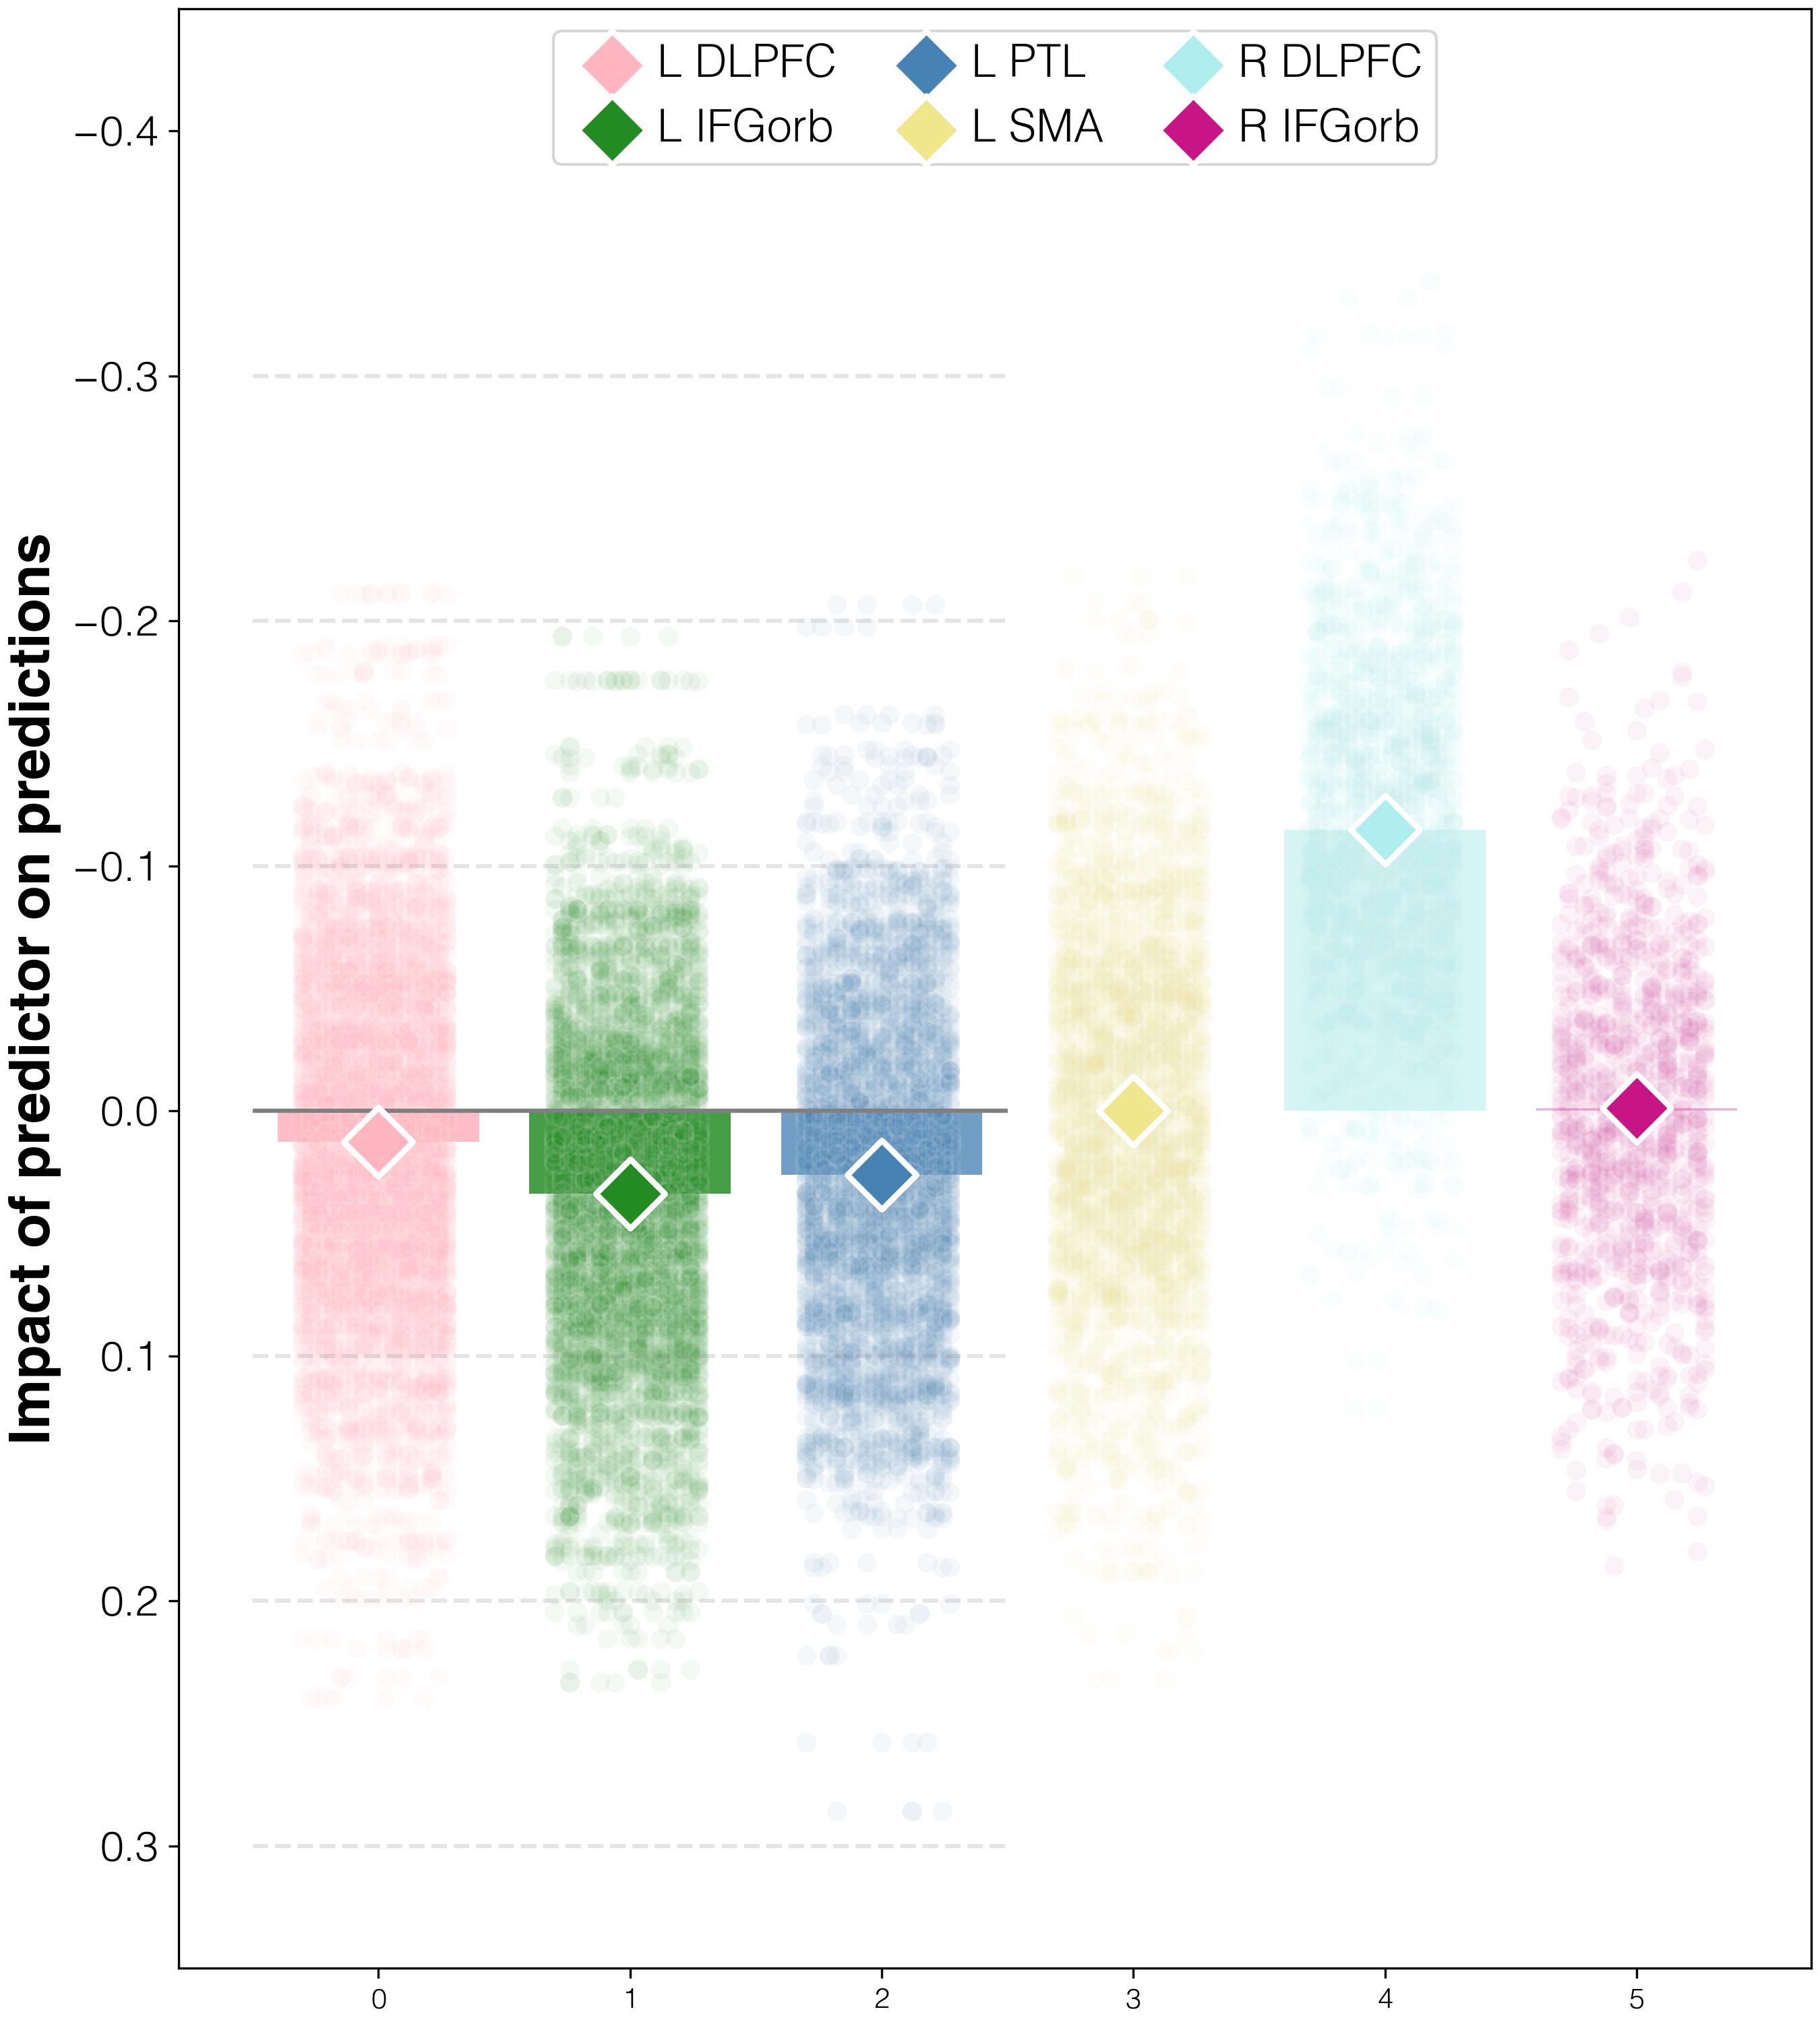 L DLPFC L PTL R DLPFC
L IFGorb L SMA R IFGorb
Impact of predictor on predictions
−0.4
−0.3
−0.2
−0.1
0.0
0.1
0.2
0.3
0 1 2 3 4 5